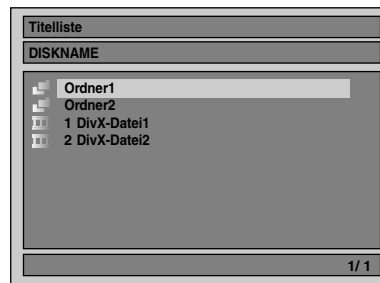 Titelliste
DISKNAME
Ordner1
Ordner2
1 DivX-Datei1
2 DivX-Datei2
1/ 1